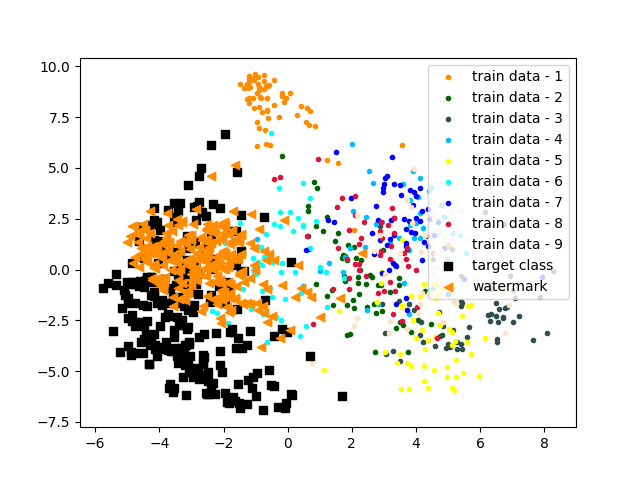 10.0
7.5
5.0
2.5
0.0
−2.5
−5.0
−7.5
−6
−4
−2
0
2
4
6
8
train data - 1
train data - 2
train data - 3
train data - 4
train data - 5
train data - 6
train data - 7
train data - 8
train data - 9
target class
watermark